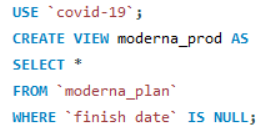 USE `covid-19`;
CREATE VIEW moderna_prod AS
SELECT *
FROM `moderna_plan`
WHERE `finish date` IS NULL;